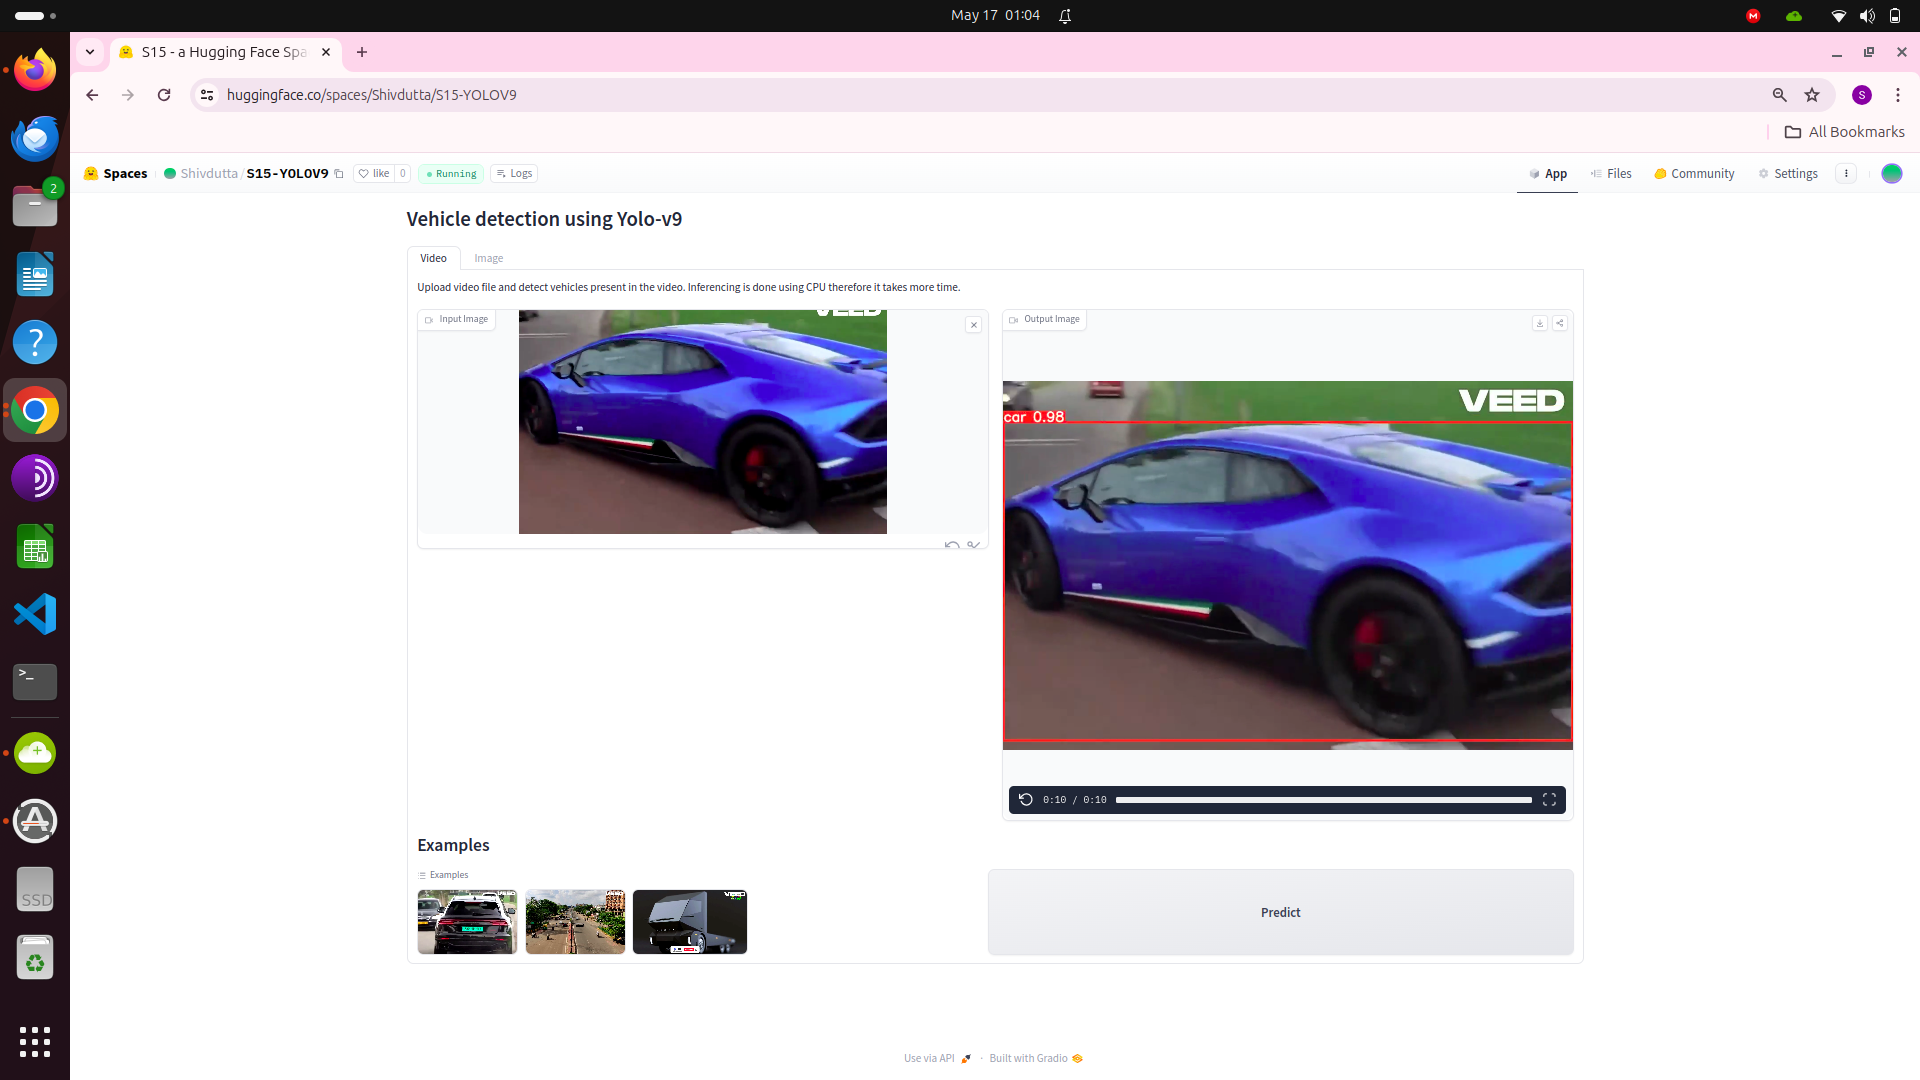 May 17 01:04
S15 - a Hugging Face Spa
huggingface.co/spaces/Shivdutta/S15-YOLOV9
S
All Bookmarks
2
Spaces
Shivdutta/S15-YOLOV9
like 0
Running
Logs
App
Files
Community
Settings
Vehicle detection using Yolo-v9
Video
Image
Upload video file and detect vehicles present in the video. Inferencing is done using CPU therefore it takes more time.
Input Image
VEED
Output Image
VEED
car 0.98
0:10 / 0:10
Examples
Examples
VEED
Predict
SSD
Use via API
· Built with Gradio